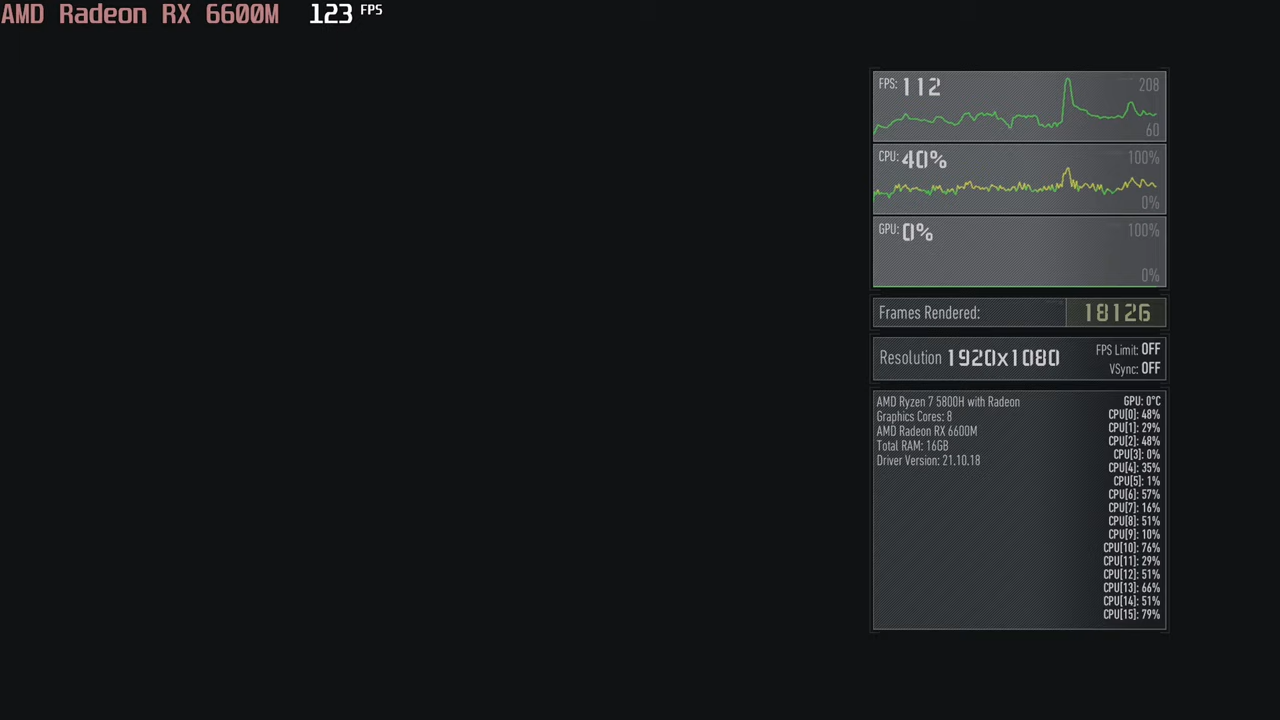 AMD Radeon RX 6600M 123 FPS
FPS: 112 208
60
CPU: 40% 100%
0%
GPU: 0% 100%
0%
Frames Rendered: 18126
Resolution 1920x1080
FPS Limit: OFF
VSync: OFF
AMD Ryzen 7 5800H with Radeon
Graphics Cores: 8
AMD Radeon RX 6600M
Total RAM: 16GB
Driver Version: 21.10.18
GPU: 0°C
CPU[0]: 48%
CPU[1]: 29%
CPU[2]: 48%
CPU[3]: 0%
CPU[4]: 35%
CPU[5]: 1%
CPU[6]: 57%
CPU[7]: 16%
CPU[8]: 51%
CPU[9]: 10%
CPU[10]: 76%
CPU[11]: 29%
CPU[12]: 51%
CPU[13]: 66%
CPU[14]: 51%
CPU[15]: 79%